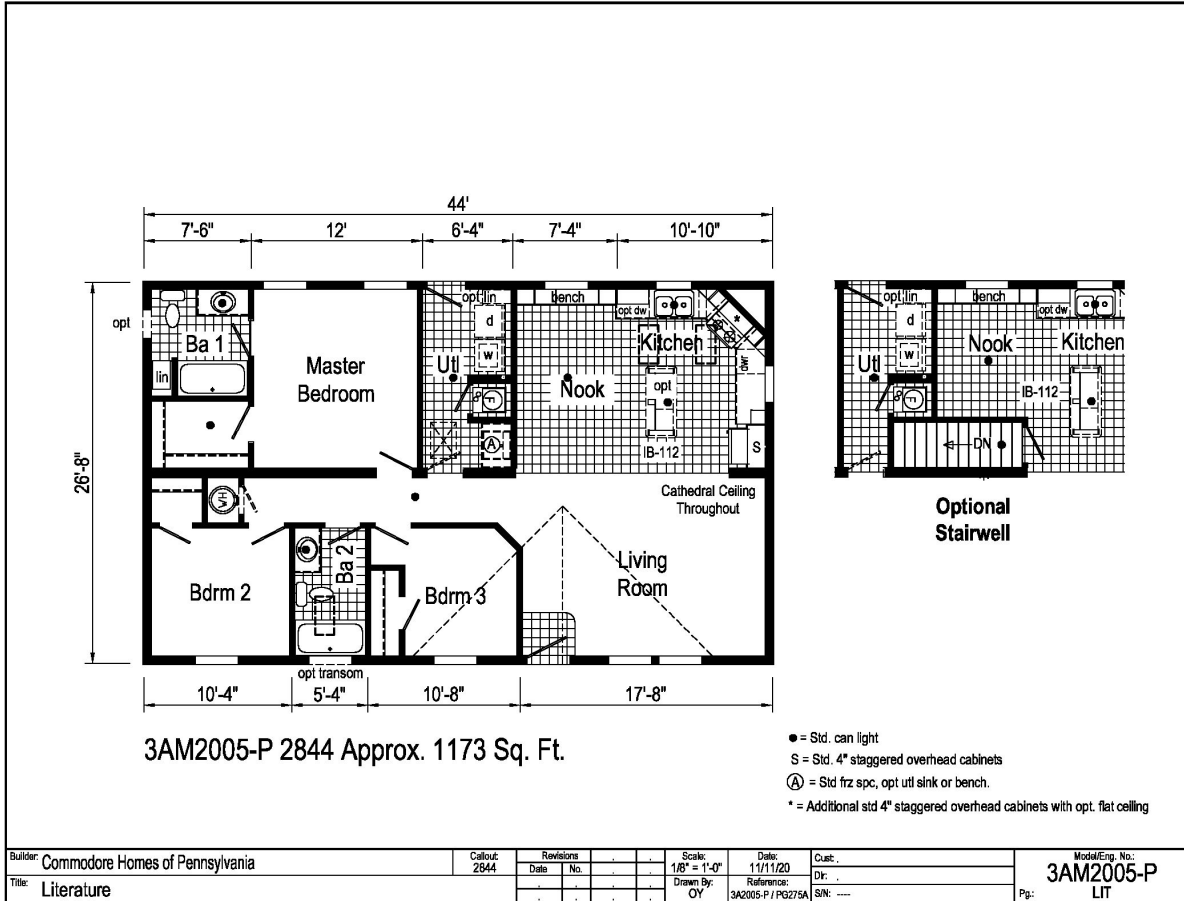 44'
7'-6" 12' 6'-4" 7'-4" 10'-10"
26'-8"
opt
Ba 1
lin
Master
Bedroom
opt lin
d
w
Utl
F
A
bench
opt dw
*
Kitchen
dwr
Nook
opt
IB-112
S
Cathedral Ceiling
Throughout
WH
Bdrm 2
Ba 2
Bdrm 3
Living
Room
opt transom
10'-4" 5'-4" 10'-8" 17'-8"
opt lin
bench
opt dw
d
w
Utl
Nook
Kitchen
F
IB-112
DN
Optional
Stairwell
3AM2005-P 2844 Approx. 1173 Sq. Ft.
● = Std. can light
S = Std. 4" staggered overhead cabinets
Ⓐ = Std frz spc, opt utl sink or bench.
* = Additional std 4" staggered overhead cabinets with opt. flat ceiling
Builder: Commodore Homes of Pennsylvania
Title: Literature
Callout:
2844
Revisions
Date No.
Scale:
1/8" = 1'-0"
Drawn By:
OY
Date:
11/11/20
Reference:
3A2005-P / PG275A
Cust: .
Dlr: .
S/N: ----
Model/Eng. No.:
3AM2005-P
Pg.: LIT